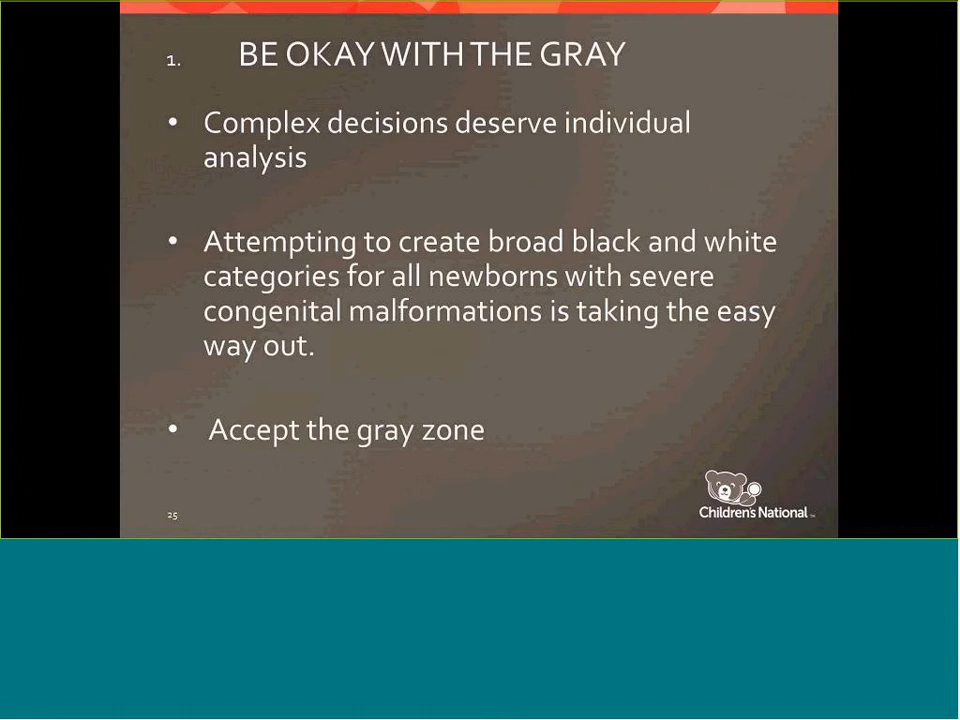 1. BE OKAY WITH THE GRAY
• Complex decisions deserve individual
analysis
• Attempting to create broad black and white
categories for all newborns with severe
congenital malformations is taking the easy
way out.
• Accept the gray zone
25
Children's National™